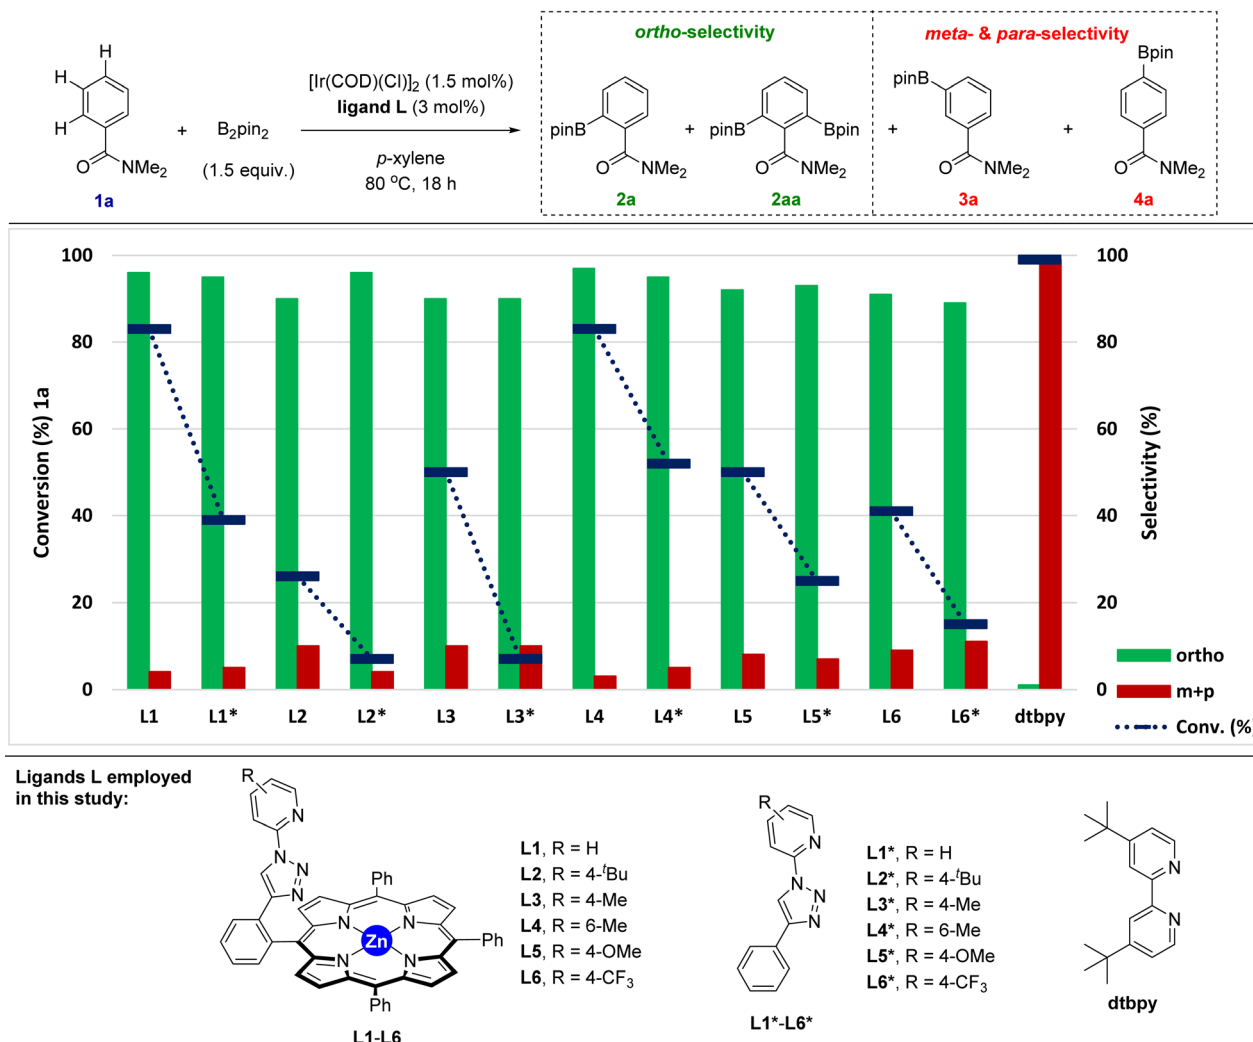 ortho-selectivity
meta- & para-selectivity
H
H
H
O
NMe2
1a
+
B2pin2
(1.5 equiv.)
[Ir(COD)(Cl)]2 (1.5 mol%)
ligand L (3 mol%)
p-xylene
80 °C, 18 h
pinB
O
NMe2
2a
+
pinB
Bpin
O
NMe2
2aa
+
pinB
O
NMe2
3a
+
Bpin
O
NMe2
4a
Conversion (%) 1a
100
80
60
40
20
0
L1
L1*
L2
L2*
L3
L3*
L4
L4*
L5
L5*
L6
L6*
dtbpy
100
80
60
40
20
0
Selectivity (%)
ortho
m+p
Conv. (%)
Ligands L employed
in this study:
R
N
N
N
N
Ph
N
N
N
N
Zn
Ph
Ph
L1-L6
L1, R = H
L2, R = 4-tBu
L3, R = 4-Me
L4, R = 6-Me
L5, R = 4-OMe
L6, R = 4-CF3
R
N
N
N
N
L1*-L6*
L1*, R = H
L2*, R = 4-tBu
L3*, R = 4-Me
L4*, R = 6-Me
L5*, R = 4-OMe
L6*, R = 4-CF3
N
N
dtbpy